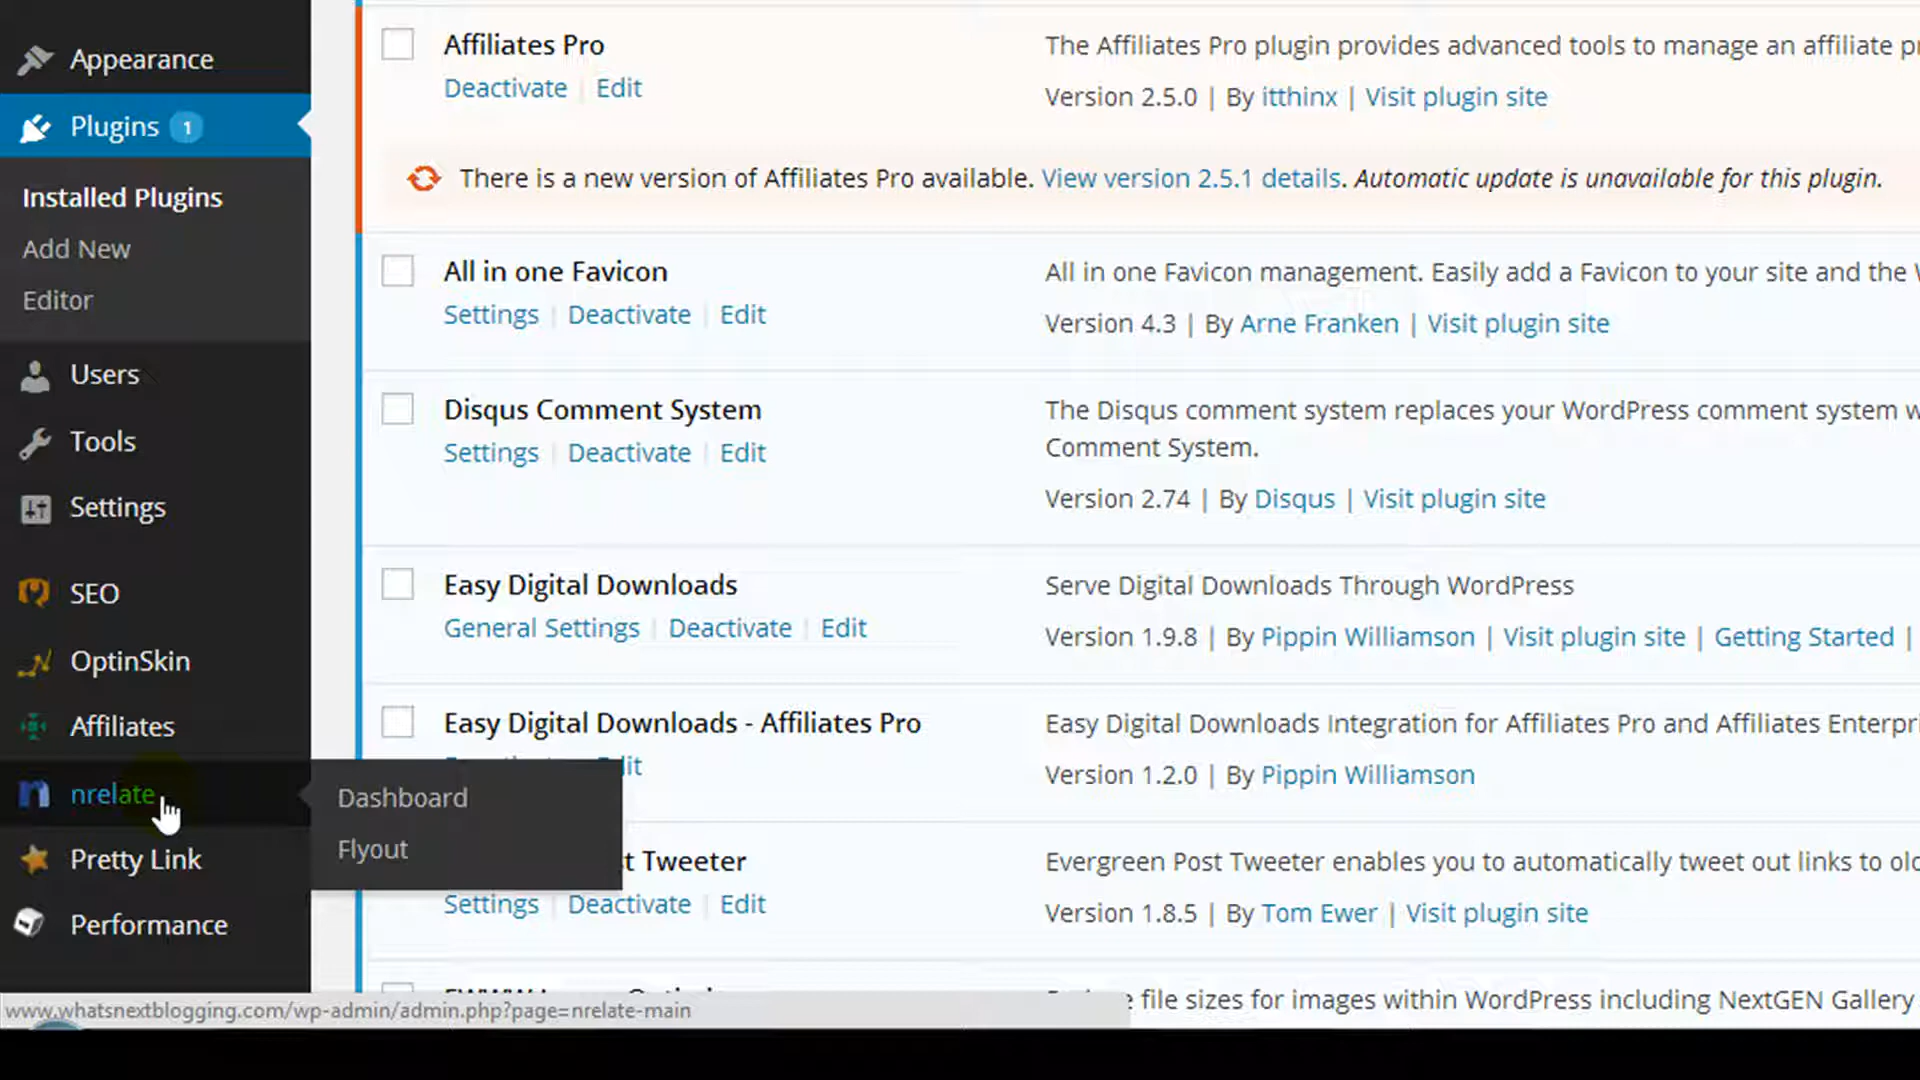 Appearance
Plugins 1
Installed Plugins
Add New
Editor
Users
Tools
Settings
SEO
OptinSkin
Affiliates
nrelate
Pretty Link
Performance
Dashboard
Flyout
Affiliates Pro
Deactivate | Edit
The Affiliates Pro plugin provides advanced tools to manage an affiliate
Version 2.5.0 | By itthinx | Visit plugin site
There is a new version of Affiliates Pro available. View version 2.5.1 details. Automatic update is unavailable for this plugin.
All in one Favicon
Settings | Deactivate | Edit
All in one Favicon management. Easily add a Favicon to your site and the
Version 4.3 | By Arne Franken | Visit plugin site
Disqus Comment System
Settings | Deactivate | Edit
The Disqus comment system replaces your WordPress comment system
Comment System.
Version 2.74 | By Disqus | Visit plugin site
Easy Digital Downloads
General Settings | Deactivate | Edit
Serve Digital Downloads Through WordPress
Version 1.9.8 | By Pippin Williamson | Visit plugin site | Getting Started |
Easy Digital Downloads - Affiliates Pro
Easy Digital Downloads Integration for Affiliates Pro and Affiliates
Version 1.2.0 | By Pippin Williamson
Tweeter
Settings | Deactivate | Edit
Evergreen Post Tweeter enables you to automatically tweet out links to
Version 1.8.5 | By Tom Ewer | Visit plugin site
file sizes for images within WordPress including NextGEN Gallery
www.whatsnextblogging.com/wp-admin/admin.php?page=nrelate-main